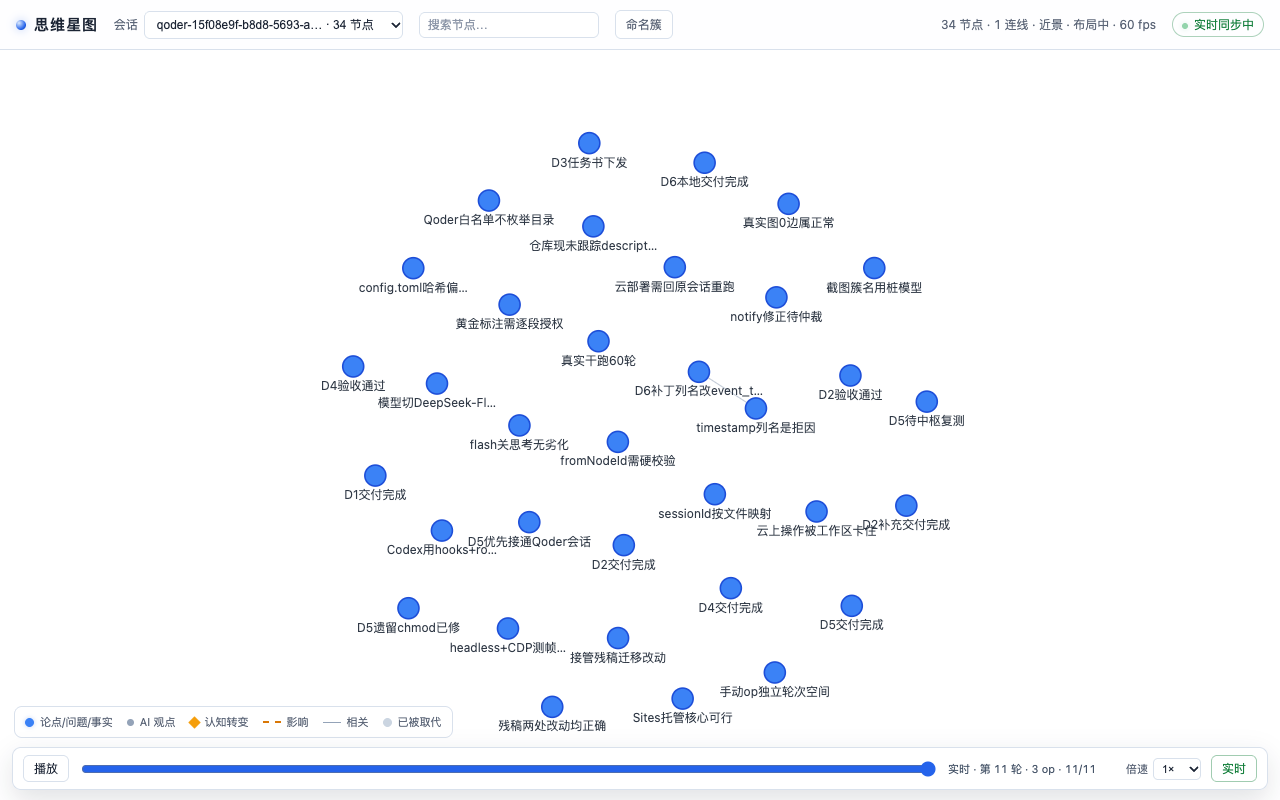 思维星图
会话
qoder-15f08e9f-b8d8-5693-a… · 34 节点
搜索节点...
命名簇
34 节点 · 1 连线 · 近景 · 布局中 · 60 fps
实时同步中
D3任务书下发
D6本地交付完成
Qoder白名单不枚举目录
真实图0边属正常
仓库现未跟踪descript…
云部署需回原会话重跑
config.toml哈希偏…
截图簇名用桩模型
notify修正待仲裁
黄金标注需逐段授权
真实干跑60轮
D4验收通过
D6补丁列名改event_t…
D2验收通过
模型切DeepSeek-Fl…
D5待中枢复测
timestamp列名是拒因
flash关思考无劣化
fromNodeId需硬校验
D1交付完成
sessionId按文件映射
云上操作被工作区卡住
D2补充交付完成
D5优先接通Qoder会话
Codex用hooks+ro…
D2交付完成
D4交付完成
D5遗留chmod已修
D5交付完成
headless+CDP测帧…
接管残稿迁移改动
手动op独立轮次空间
Sites托管核心可行
残稿两处改动均正确
论点/问题/事实
AI 观点
认知转变
影响
相关
已被取代
播放
实时 · 第 11 轮 · 3 op · 11/11
倍速
1×
实时